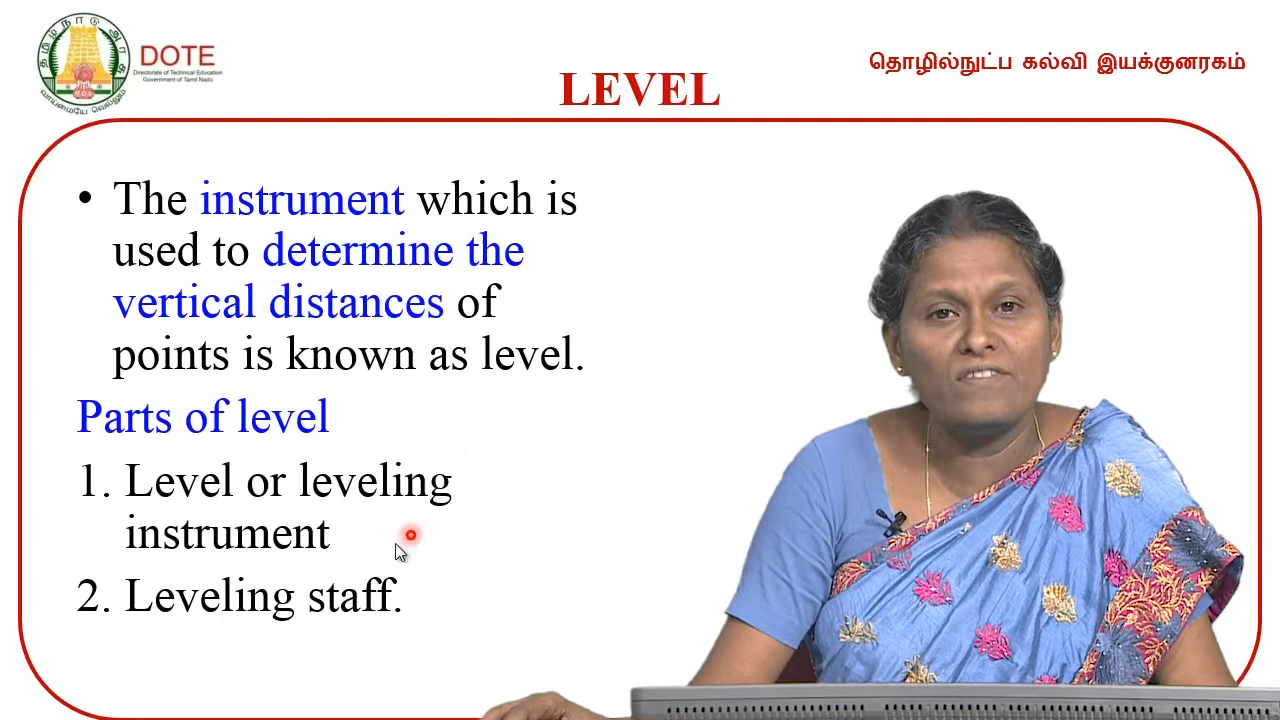 தமிழ்நாடு அரசு
வாய்மையே வெல்லும்
DOTE
Directorate of Technical Education
Government of Tamil Nadu
தொழில்நுட்ப கல்வி இயக்குனரகம்
LEVEL
• The instrument which is
used to determine the
vertical distances of
points is known as level.
Parts of level
1. Level or leveling
instrument
2. Leveling staff.